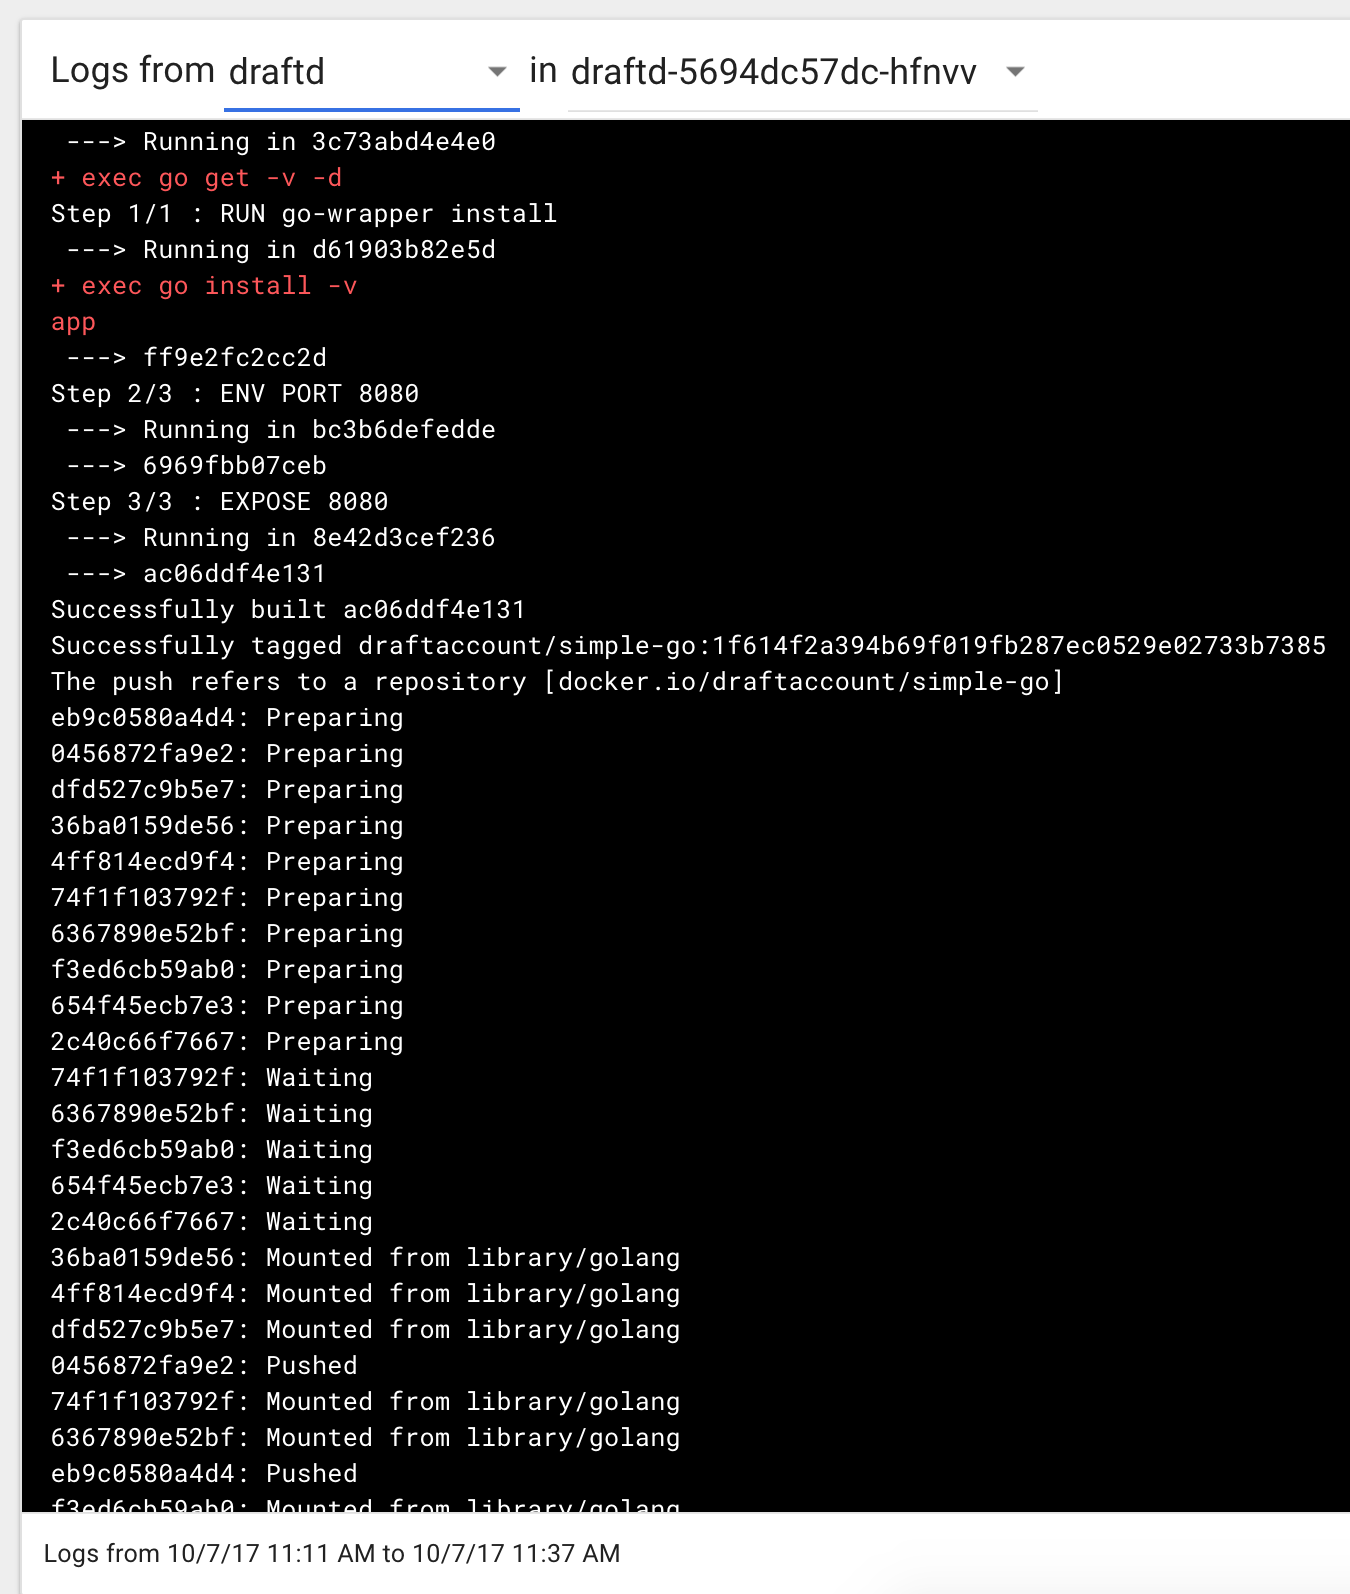 Logs from draftd in draftd-5694dc57dc-hfnvv
---> Running in 3c73abd4e4e0
+ exec go get -v -d
Step 1/1 : RUN go-wrapper install
---> Running in d61903b82e5d
+ exec go install -v
app
---> ff9e2fc2cc2d
Step 2/3 : ENV PORT 8080
---> Running in bc3b6defedde
---> 6969fbb07ceb
Step 3/3 : EXPOSE 8080
---> Running in 8e42d3cef236
---> ac06ddf4e131
Successfully built ac06ddf4e131
Successfully tagged draftaccount/simple-go:1f614f2a394b69f019fb287ec0529e02733b7385
The push refers to a repository [docker.io/draftaccount/simple-go]
eb9c0580a4d4: Preparing
0456872fa9e2: Preparing
dfd527c9b5e7: Preparing
36ba0159de56: Preparing
4ff814ecd9f4: Preparing
74f1f103792f: Preparing
6367890e52bf: Preparing
f3ed6cb59ab0: Preparing
654f45ecb7e3: Preparing
2c40c66f7667: Preparing
74f1f103792f: Waiting
6367890e52bf: Waiting
f3ed6cb59ab0: Waiting
654f45ecb7e3: Waiting
2c40c66f7667: Waiting
36ba0159de56: Mounted from library/golang
4ff814ecd9f4: Mounted from library/golang
dfd527c9b5e7: Mounted from library/golang
0456872fa9e2: Pushed
74f1f103792f: Mounted from library/golang
6367890e52bf: Mounted from library/golang
eb9c0580a4d4: Pushed
f3ed6cb59ab0: Mounted from library/golang
Logs from 10/7/17 11:11 AM to 10/7/17 11:37 AM